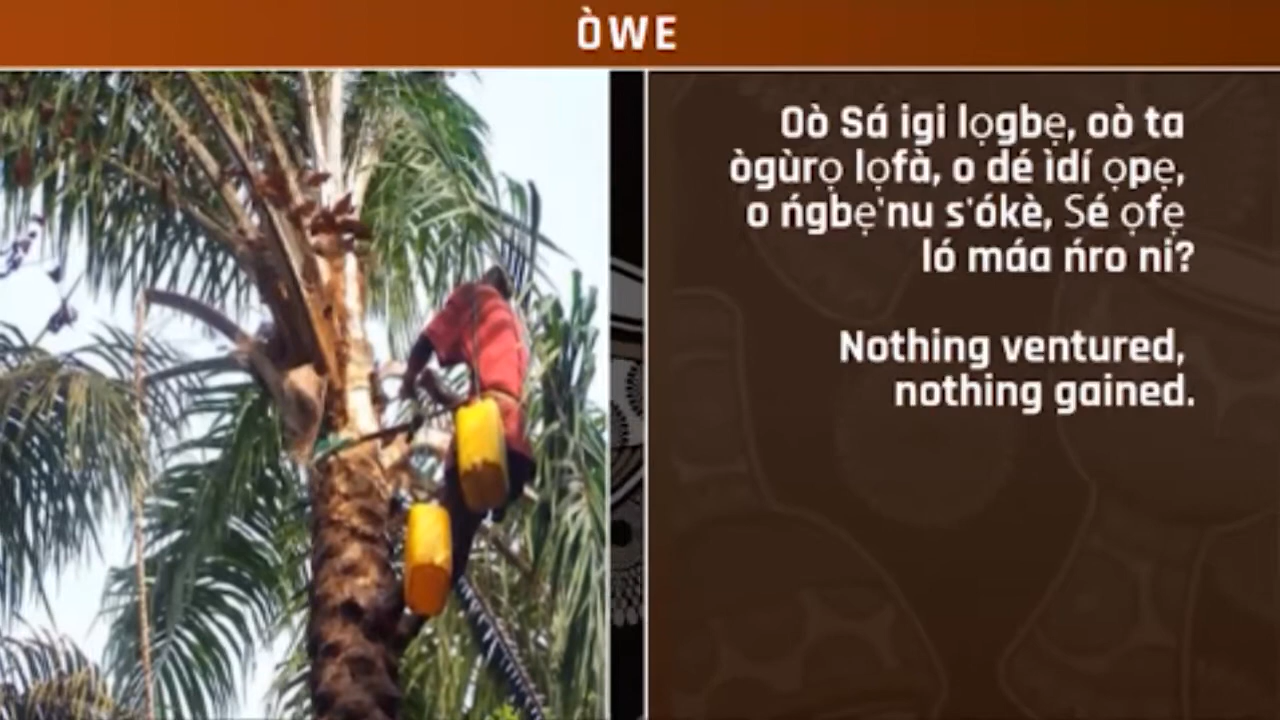 ÒWE
Oò Sá igi lọgbẹ, oò ta
ògùrọ lọfà, o dé ìdí ọpẹ,
o ńgbẹ'nu s'ókè, Sé ọfẹ
ló máa ńro ni?
Nothing ventured,
nothing gained.